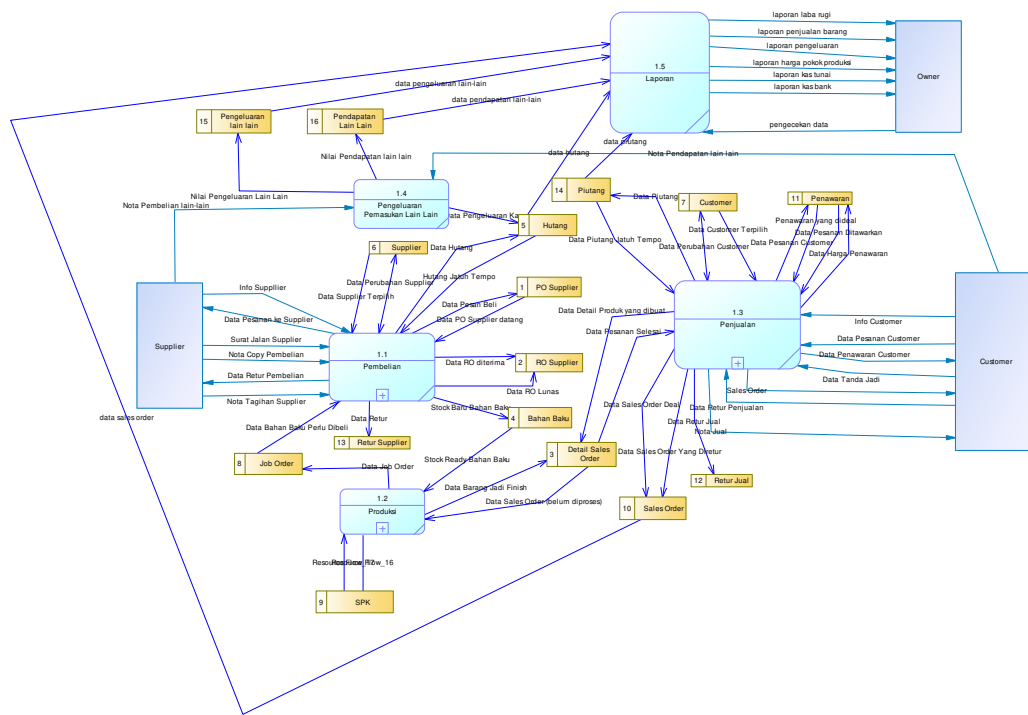 laporan laba rugi
laporan penjualan barang
laporan pengeluaran
laporan harga pokok produksi
laporan kas tunai
laporan kas bank
pengecekan data
Owner
1.5
Laporan
data pengeluaran lain-lain
data pendapatan lain-lain
15
Pengeluaran
lain lain
16
Pendapatan
Lain Lain
data hutang
data piutang
Nota Pendapatan lain lain
Nilai Pendapatan lain lain
Nilai Pengeluaran Lain Lain
Nota Pembelian lain-lain
1.4
Pengeluaran
Pemasukan Lain Lain
14
Piutang
Data Piutang
7
Customer
11
Penawaran
5
Hutang
Data Piutang Jatuh Tempo
Data Customer Terpilih
Data Perubahan Customer
Penawaran yang di deal
Data Pesanan Ditawarkan
Data Pesanan Customer
Data Harga Penawaran
6
Supplier
Data Hutang
Hutang Jatuh Tempo
Data Perubahan Supplier
Data Supplier Terpilih
1
PO Supplier
Data Pesan Beli
Data PO Supplier datang
Info Suppllier
Data Pesanan ke Supplier
Surat Jalan Supplier
Nota Copy Pembelian
Data Retur Pembelian
Nota Tagihan Supplier
Supplier
data sales order
1.1
Pembelian
Data RO diterima
2
RO Supplier
Data RO Lunas
Data Detail Produk yang dibuat
Data Pesanan Selesai
1.3
Penjualan
Info Customer
Data Pesanan Customer
Data Penawaran Customer
Data Tanda Jadi
Sales Order
Data Retur Penjualan
Nota Jual
Customer
Stock Baru Bahan Baku
4
Bahan Baku
Data Retur
13
Retur Supplier
Data Bahan Baku Perlu Dibeli
8
Job Order
Data Job Order
Stock Ready Bahan Baku
3
Detail Sales
Order
Data Sales Order Deal
Data Retur Jual
Data Sales Order Yang Diretur
12
Retur Jual
Data Barang Jadi Finish
Data Sales Order (belum diproses)
10
Sales Order
1.2
Produksi
9
SPK